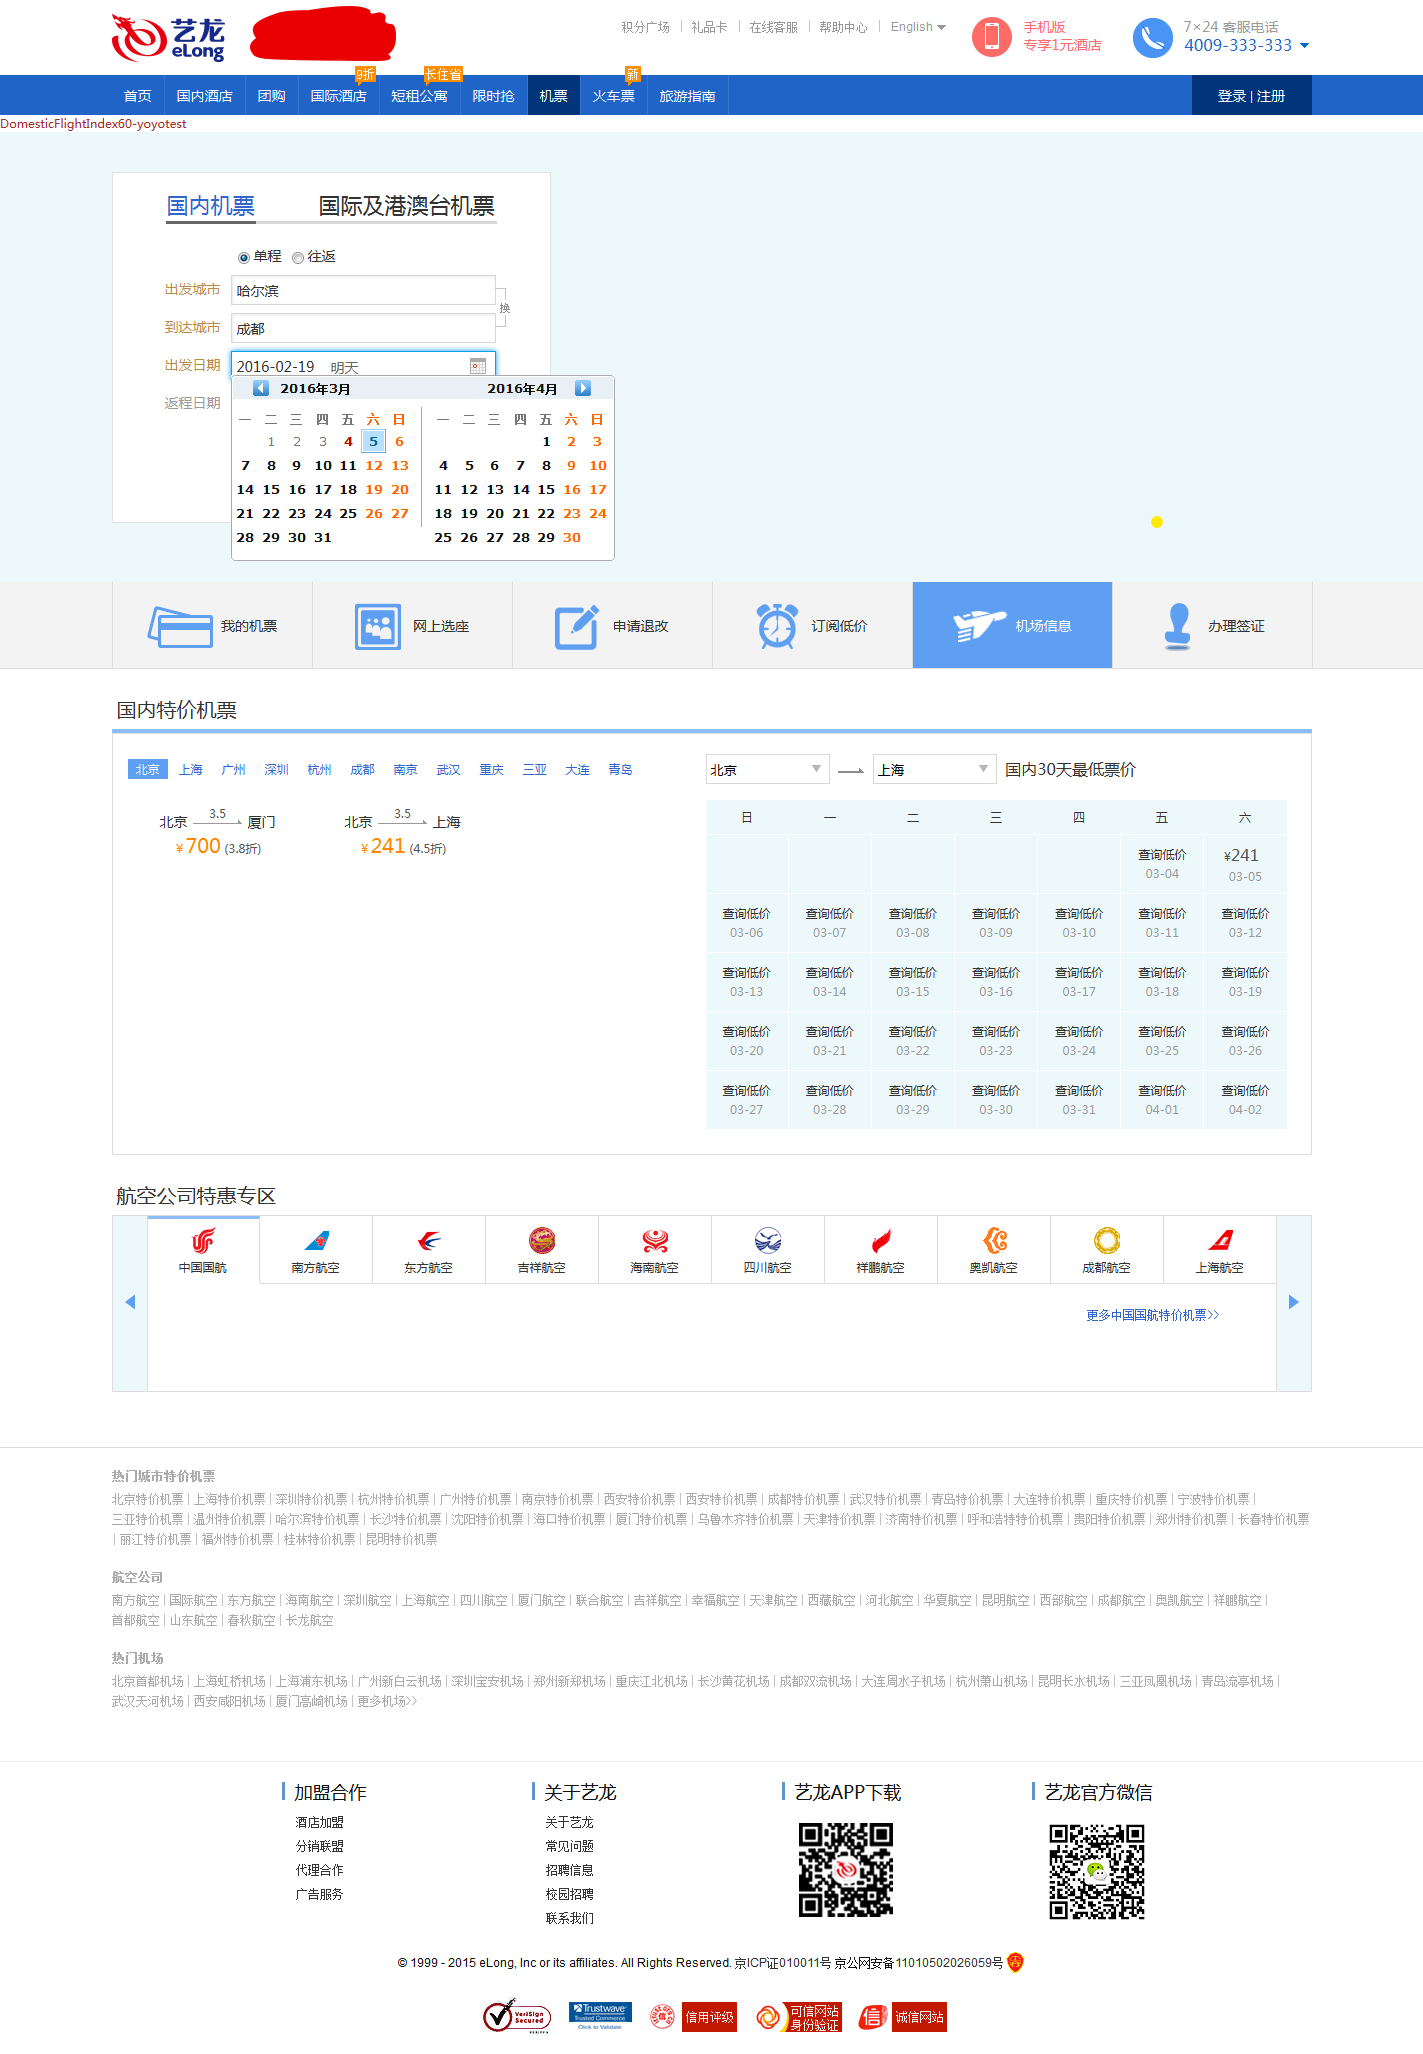 艺龙
eLong
积分广场 礼品卡 在线客服 帮助中心 English
手机版
专享1元酒店
7×24 客服电话
4009-333-333
9折 长住省 新
首页 国内酒店 团购 国际酒店 短租公寓 限时抢 机票 火车票 旅游指南 登录 | 注册
DomesticFlightIndex60-yoyotest
国内机票 国际及港澳台机票
单程 往返
出发城市 哈尔滨
换
到达城市 成都
出发日期 2016-02-19 明天
返程日期
2016年3月 2016年4月
一 二 三 四 五 六 日 一 二 三 四 五 六 日
1 2 3 4 5 6 1 2 3
7 8 9 10 11 12 13 4 5 6 7 8 9 10
14 15 16 17 18 19 20 11 12 13 14 15 16 17
21 22 23 24 25 26 27 18 19 20 21 22 23 24
28 29 30 31 25 26 27 28 29 30
我的机票 网上选座 申请退改 订阅低价 机场信息 办理签证
国内特价机票
北京 上海 广州 深圳 杭州 成都 南京 武汉 重庆 三亚 大连 青岛
北京 3.5 厦门 北京 3.5 上海
¥700 (3.8折) ¥241 (4.5折)
北京 上海 国内30天最低票价
日 一 二 三 四 五 六
查询低价 ¥241
03-04 03-05
查询低价 查询低价 查询低价 查询低价 查询低价 查询低价 查询低价
03-06 03-07 03-08 03-09 03-10 03-11 03-12
查询低价 查询低价 查询低价 查询低价 查询低价 查询低价 查询低价
03-13 03-14 03-15 03-16 03-17 03-18 03-19
查询低价 查询低价 查询低价 查询低价 查询低价 查询低价 查询低价
03-20 03-21 03-22 03-23 03-24 03-25 03-26
查询低价 查询低价 查询低价 查询低价 查询低价 查询低价 查询低价
03-27 03-28 03-29 03-30 03-31 04-01 04-02
航空公司特惠专区
中国国航 南方航空 东方航空 吉祥航空 海南航空 四川航空 祥鹏航空 奥凯航空 成都航空 上海航空
更多中国国航特价机票>>
热门城市特价机票
北京特价机票 | 上海特价机票 | 深圳特价机票 | 杭州特价机票 | 广州特价机票 | 南京特价机票 | 西安特价机票 | 西安特价机票 | 成都特价机票 | 武汉特价机票 | 青岛特价机票 | 大连特价机票 | 重庆特价机票 | 宁波特价机票 |
三亚特价机票 | 温州特价机票 | 哈尔滨特价机票 | 长沙特价机票 | 沈阳特价机票 | 海口特价机票 | 厦门特价机票 | 乌鲁木齐特价机票 | 天津特价机票 | 济南特价机票 | 呼和浩特特价机票 | 贵阳特价机票 | 郑州特价机票 | 长春特价机票
| 丽江特价机票 | 福州特价机票 | 桂林特价机票 | 昆明特价机票
航空公司
南方航空 | 国际航空 | 东方航空 | 海南航空 | 深圳航空 | 上海航空 | 四川航空 | 厦门航空 | 联合航空 | 吉祥航空 | 幸福航空 | 天津航空 | 西藏航空 | 河北航空 | 华夏航空 | 昆明航空 | 西部航空 | 成都航空 | 奥凯航空 | 祥鹏航空 |
首都航空 | 山东航空 | 春秋航空 | 长龙航空
热门机场
北京首都机场 | 上海虹桥机场 | 上海浦东机场 | 广州新白云机场 | 深圳宝安机场 | 郑州新郑机场 | 重庆江北机场 | 长沙黄花机场 | 成都双流机场 | 大连周水子机场 | 杭州萧山机场 | 昆明长水机场 | 三亚凤凰机场 | 青岛流亭机场 |
武汉天河机场 | 西安咸阳机场 | 厦门高崎机场 | 更多机场>>
加盟合作 关于艺龙 艺龙APP下载 艺龙官方微信
酒店加盟 关于艺龙
分销联盟 常见问题
代理合作 招聘信息
广告服务 校园招聘
联系我们
© 1999 - 2015 eLong, Inc or its affiliates. All Rights Reserved. 京ICP证010011号 京公网安备11010502026059号
VeriSign Secured
Trustwave Trusted Commerce Click to Validate
信用评级
可信网站 身份验证
诚信网站